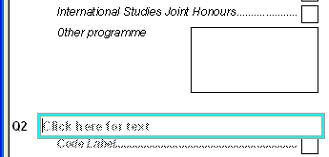 International Studies Joint Honours...................
Other programme
Q2 Click here for text
Code Label